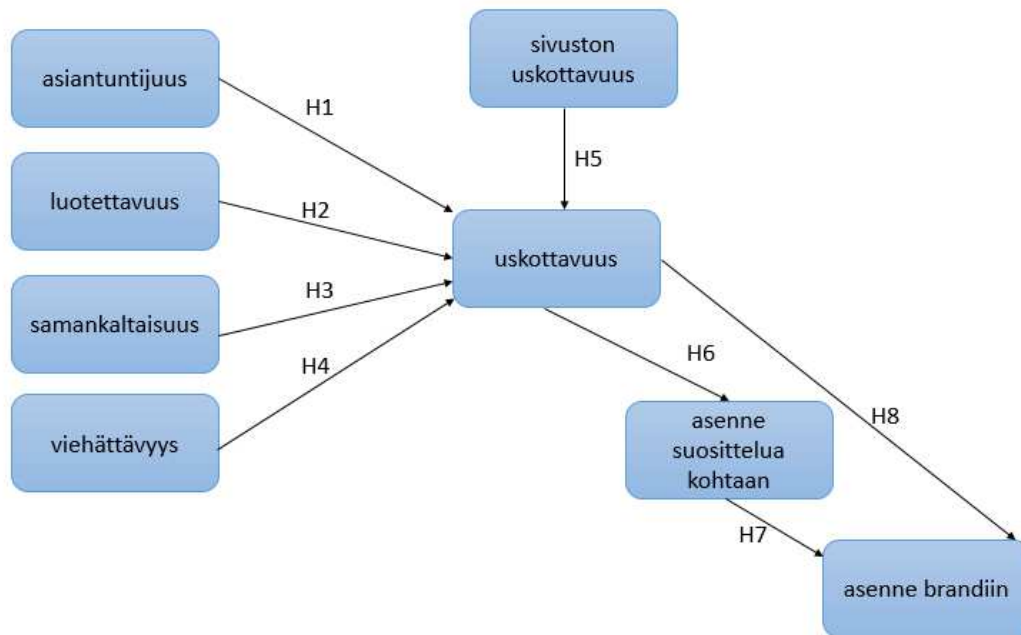 asiantuntijuus
sivuston
uskottavuus
H1
H5
luotettavuus
H2
uskottavuus
samankaltaisuus
H3
H4
H6
viehättävyys
asenne
suosittelua
kohtaan
H8
H7
asenne brandiin